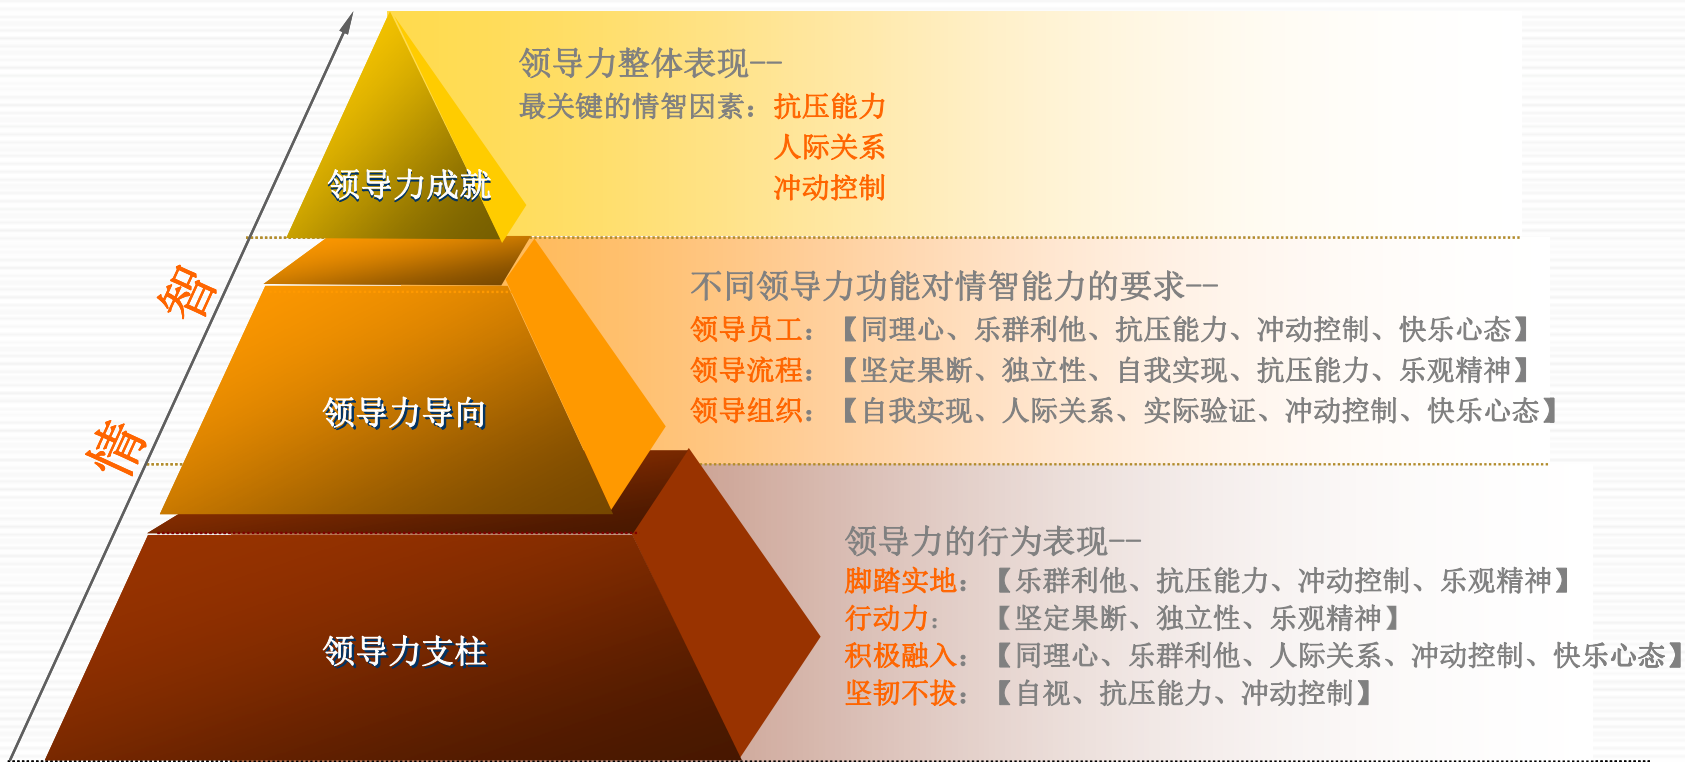 领导力整体表现--
最关键的情智因素：抗压能力
人际关系
冲动控制
领导力成就
不同领导力功能对情智能力的要求--
领导员工：【同理心、乐群利他、抗压能力、冲动控制、快乐心态】
领导流程：【坚定果断、独立性、自我实现、抗压能力、乐观精神】
领导组织：【自我实现、人际关系、实际验证、冲动控制、快乐心态】
领导力导向
情智
领导力的行为表现--
脚踏实地：【乐群利他、抗压能力、冲动控制、乐观精神】
行动力：【坚定果断、独立性、乐观精神】
积极融入：【同理心、乐群利他、人际关系、冲动控制、快乐心态】
坚韧不拔：【自视、抗压能力、冲动控制】
领导力支柱